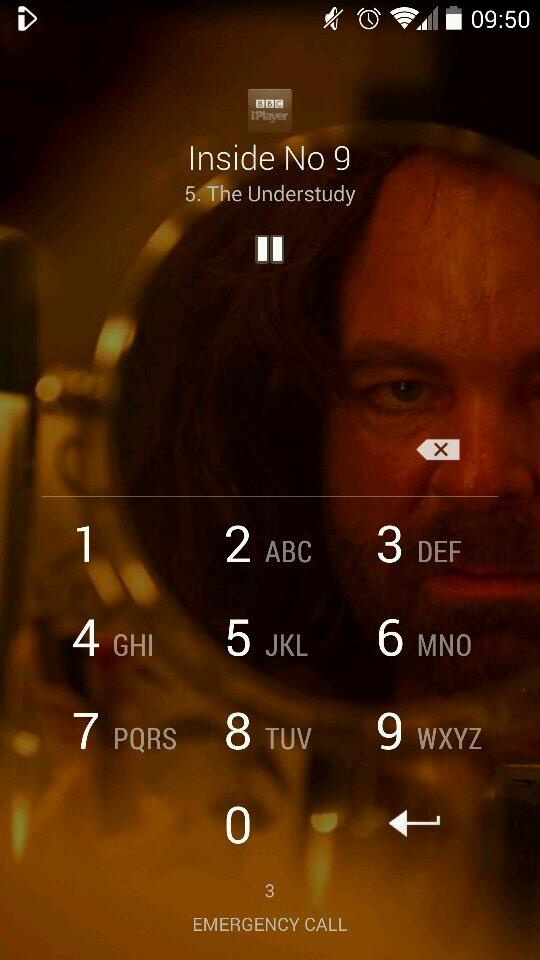 09:50
BBC
iPlayer
Inside No 9
5. The Understudy
1
2 ABC
3 DEF
4 GHI
5 JKL
6 MNO
7 PQRS
8 TUV
9 WXYZ
0
3
EMERGENCY CALL